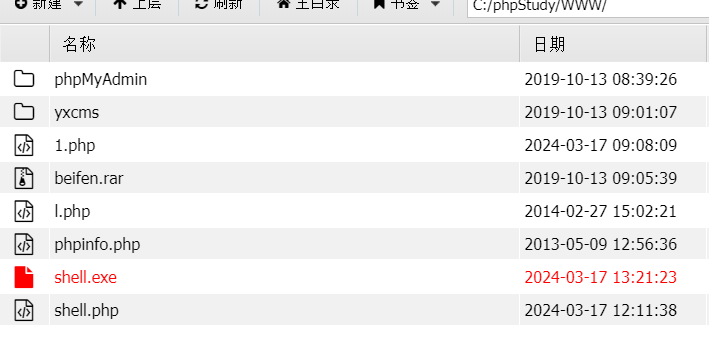 新建 上层 刷新 主目录 书签 C:/phpStudy/WWW/
名称 日期
phpMyAdmin 2019-10-13 08:39:26
yxcms 2019-10-13 09:01:07
1.php 2024-03-17 09:08:09
beifen.rar 2019-10-13 09:05:39
l.php 2014-02-27 15:02:21
phpinfo.php 2013-05-09 12:56:36
shell.exe 2024-03-17 13:21:23
shell.php 2024-03-17 12:11:38